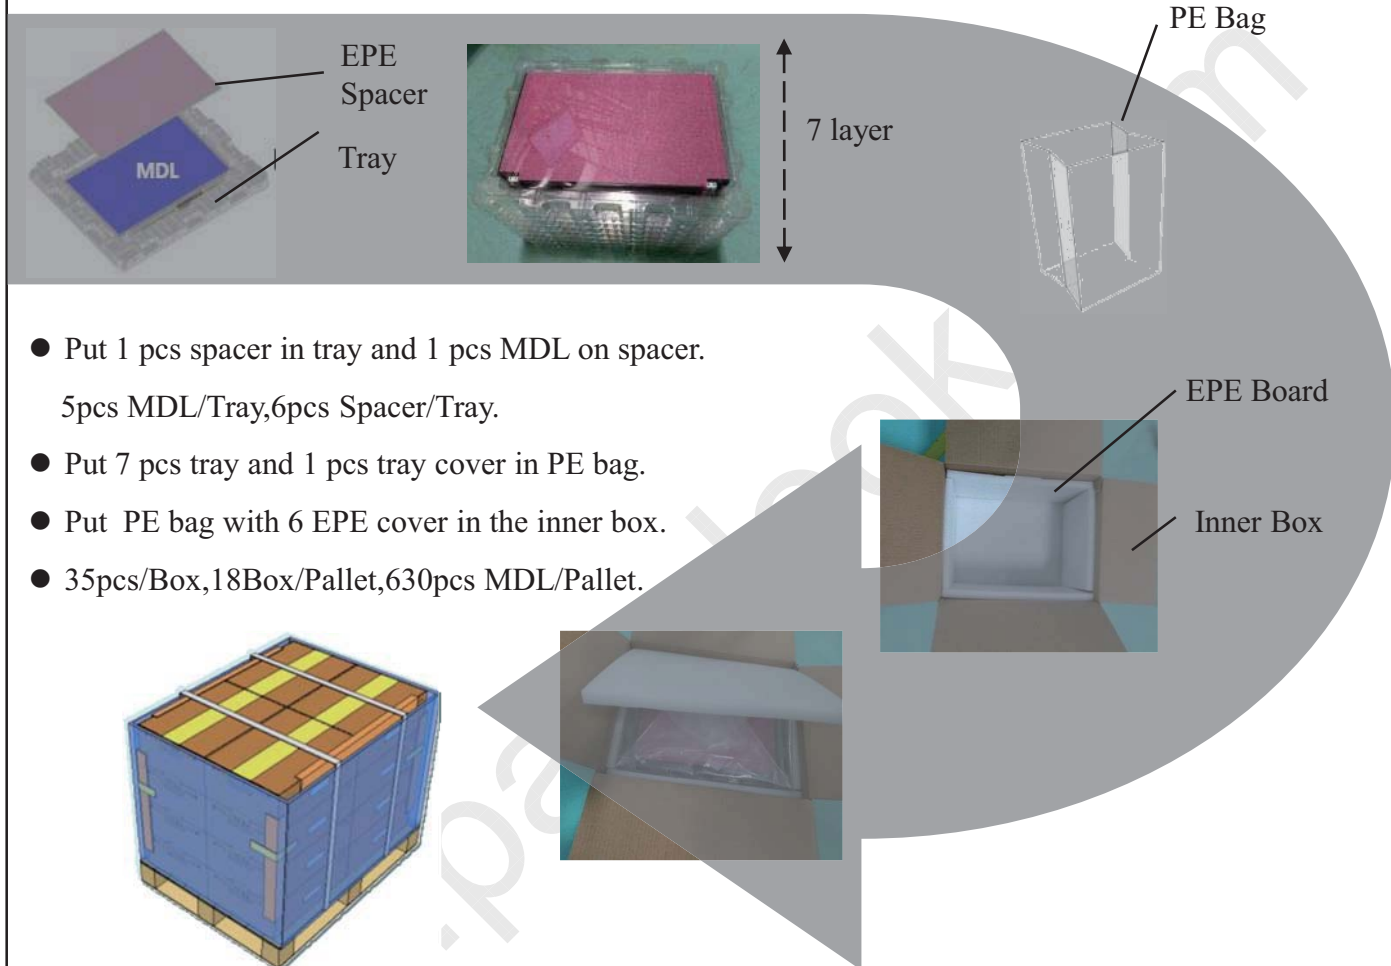 PE Bag
EPE
Spacer
Tray
MDL
7 layer
● Put 1 pcs spacer in tray and 1 pcs MDL on spacer.
5pcs MDL/Tray,6pcs Spacer/Tray.
● Put 7 pcs tray and 1 pcs tray cover in PE bag.
● Put PE bag with 6 EPE cover in the inner box.
● 35pcs/Box,18Box/Pallet,630pcs MDL/Pallet.
EPE Board
Inner Box